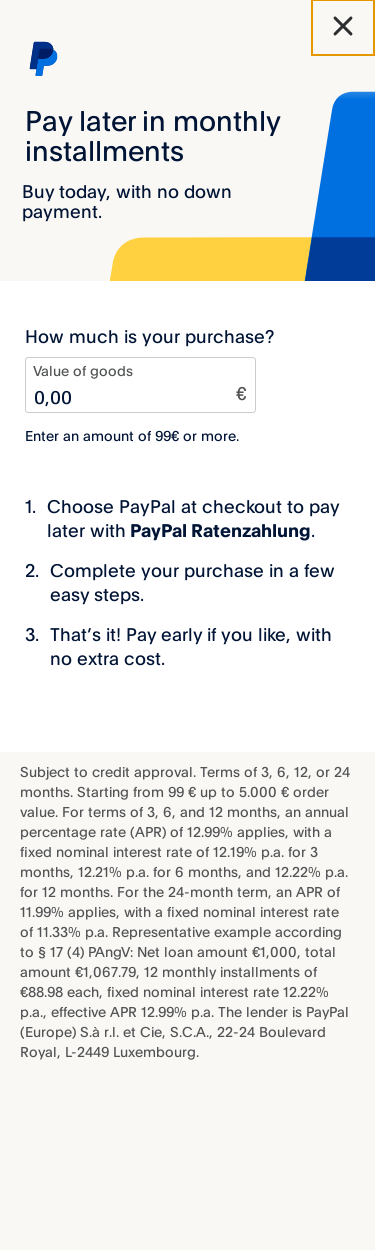 Pay later in monthly
installments
Buy today, with no down
payment.
How much is your purchase?
Value of goods
0,00
€
Enter an amount of 99€ or more.
1. Choose PayPal at checkout to pay
later with PayPal Ratenzahlung.
2. Complete your purchase in a few
easy steps.
3. That’s it! Pay early if you like, with
no extra cost.
Subject to credit approval. Terms of 3, 6, 12, or 24
months. Starting from 99 € up to 5.000 € order
value. For terms of 3, 6, and 12 months, an annual
percentage rate (APR) of 12.99% applies, with a
fixed nominal interest rate of 12.19% p.a. for 3
months, 12.21% p.a. for 6 months, and 12.22% p.a.
for 12 months. For the 24-month term, an APR of
11.99% applies, with a fixed nominal interest rate
of 11.33% p.a. Representative example according
to § 17 (4) PAngV: Net loan amount €1,000, total
amount €1,067.79, 12 monthly installments of
€88.98 each, fixed nominal interest rate 12.22%
p.a., effective APR 12.99% p.a. The lender is PayPal
(Europe) S.à r.l. et Cie, S.C.A., 22-24 Boulevard
Royal, L-2449 Luxembourg.